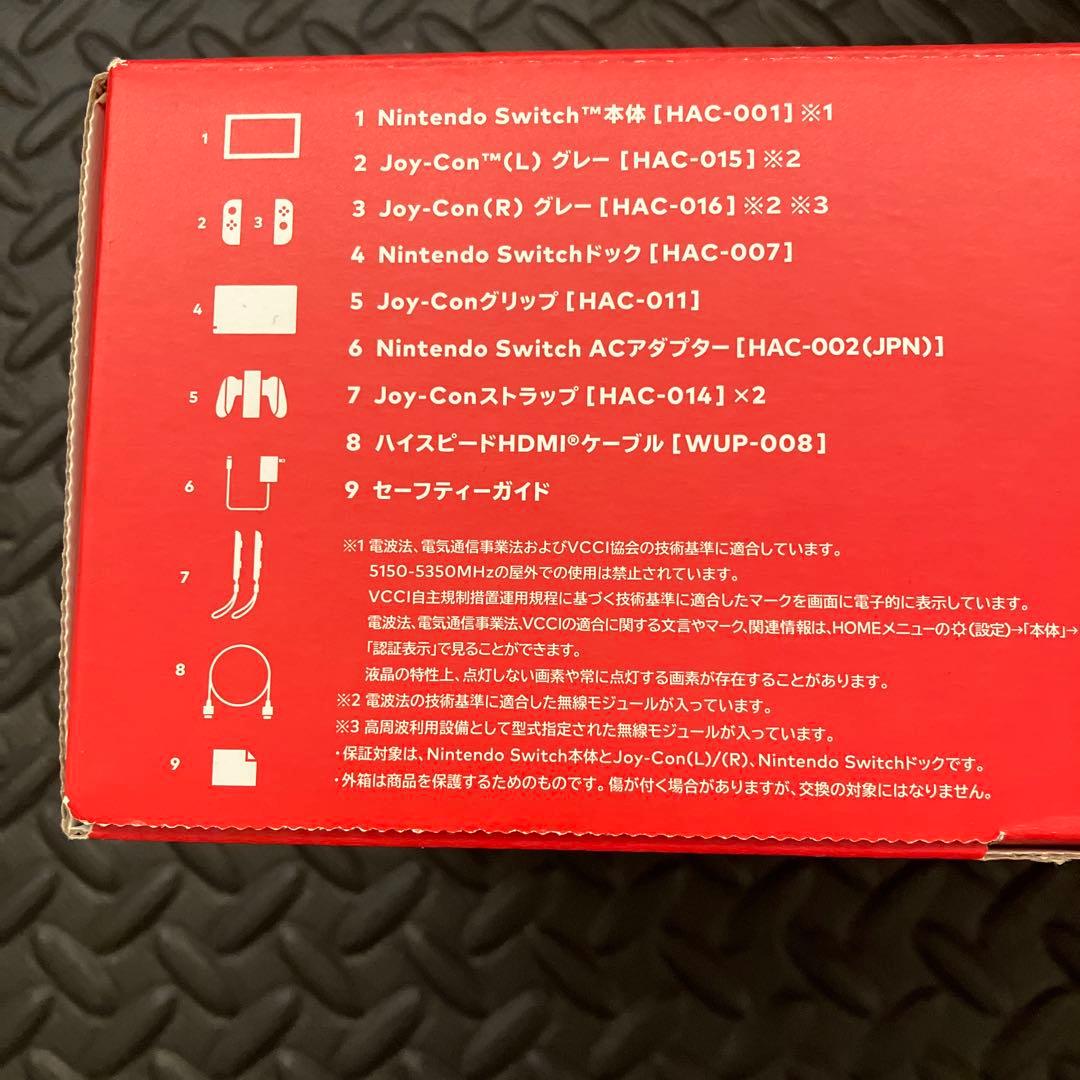 1 Nintendo Switch™本体 [HAC-001] ※1
2 Joy-Con™(L) グレー [HAC-015] ※2
3 Joy-Con(R) グレー [HAC-016] ※2 ※3
4 Nintendo Switchドック [HAC-007]
5 Joy-Conグリップ [HAC-011]
6 Nintendo Switch ACアダプター [HAC-002(JPN)]
7 Joy-Conストラップ [HAC-014] ×2
8 ハイスピードHDMI®ケーブル [WUP-008]
9 セーフティーガイド
1
2 3
4
5
6
7
8
9
※1 電波法、電気通信事業法およびVCCI協会の技術基準に適合しています。
5150-5350MHzの屋外での使用は禁止されています。
VCCI自主規制措置運用規程に基づく技術基準に適合したマークを画面に電子的に表示しています。
電波法、電気通信事業法、VCCIの適合に関する文言やマーク、関連情報は、HOMEメニューの(設定)→「本体」→
「認証表示」で見ることができます。
液晶の特性上、点灯しない画素や常に点灯する画素が存在することがあります。
※2 電波法の技術基準に適合した無線モジュールが入っています。
※3 高周波利用設備として型式指定された無線モジュールが入っています。
・保証対象は、Nintendo Switch本体とJoy-Con(L)/(R)、Nintendo Switchドックです。
・外箱は商品を保護するためのものです。傷が付く場合がありますが、交換の対象にはなりません。